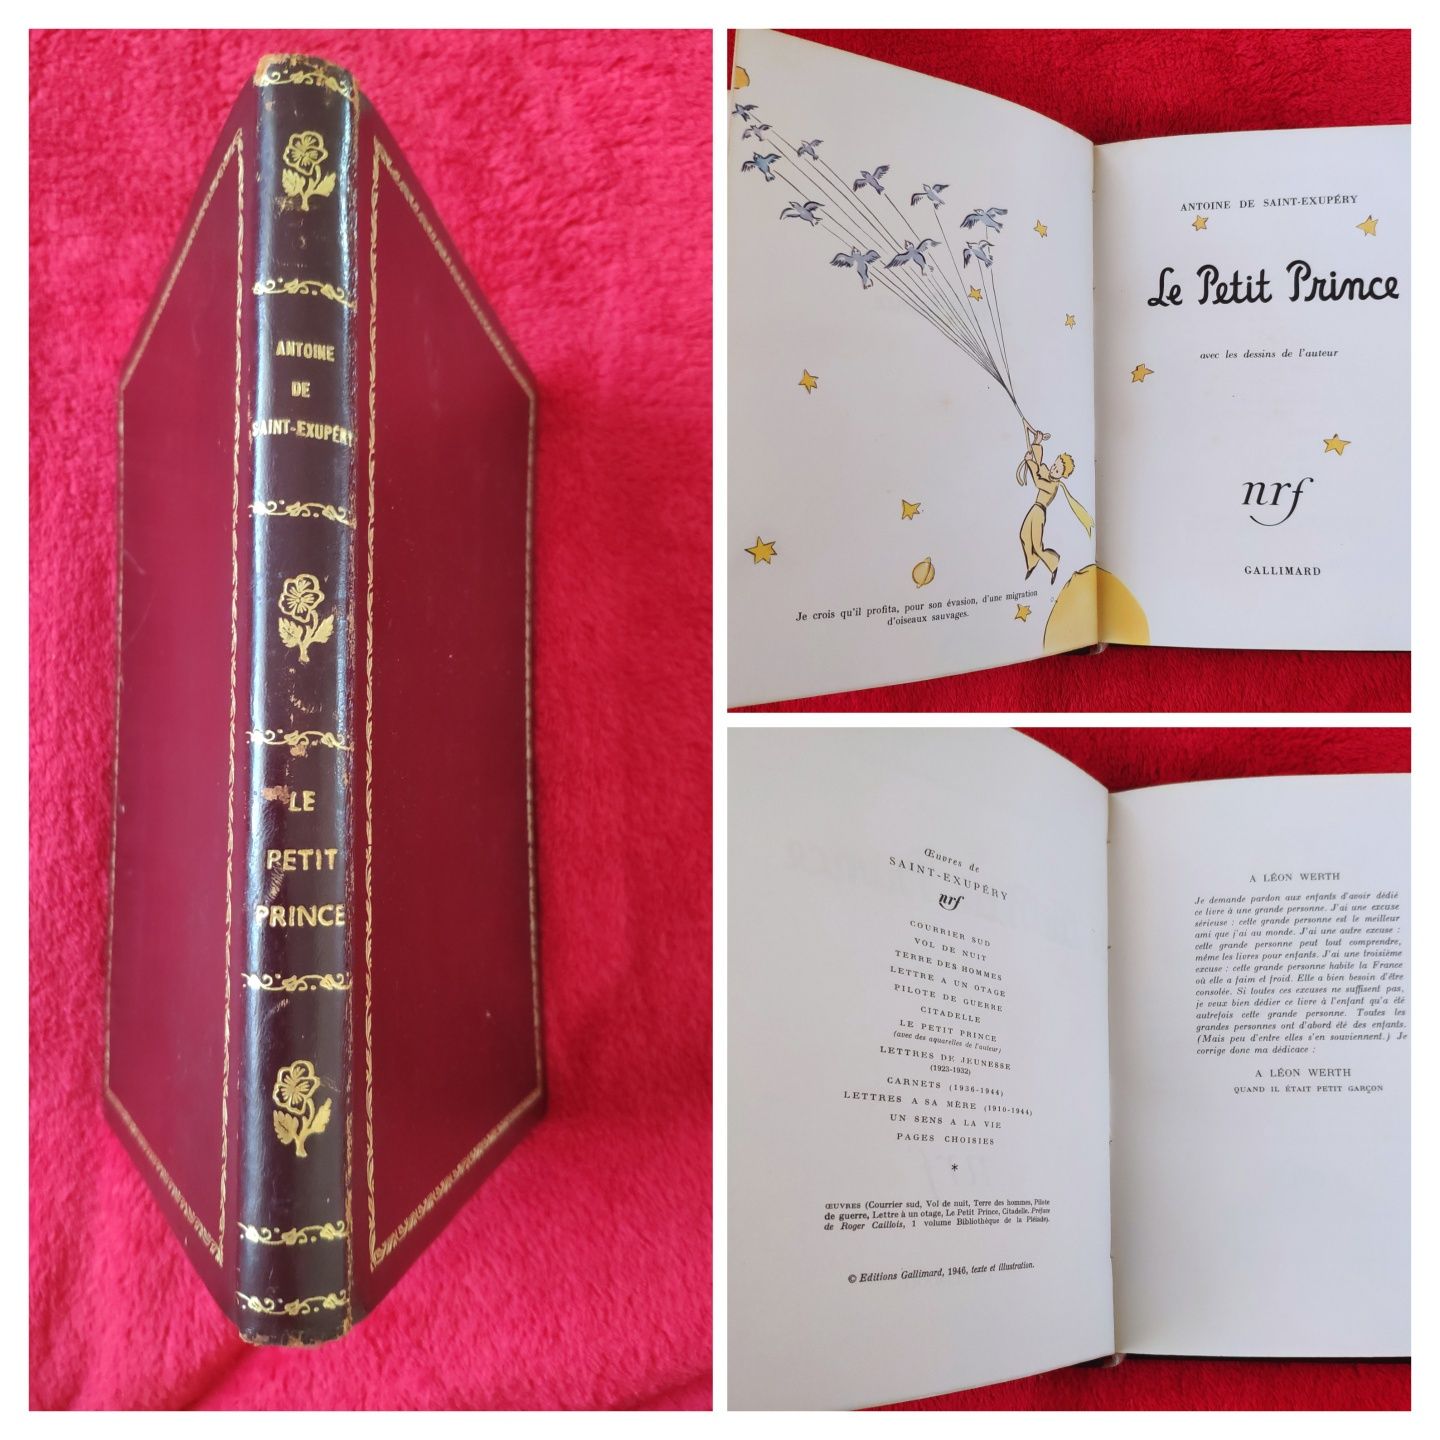 ANTOINE
DE
SAINT-EXUPÉRY
LE
PETIT
PRINCE
Je crois qu'il profita, pour son évasion, d'une migration
d'oiseaux sauvages.
ANTOINE DE SAINT-EXUPÉRY
Le Petit Prince
avec les dessins de l'auteur
nrf
GALLIMARD
Œuvres de
SAINT-EXUPÉRY
nrf
COURRIER SUD
VOL DE NUIT
TERRE DES HOMMES
LETTRE A UN OTAGE
PILOTE DE GUERRE
CITADELLE
LE PETIT PRINCE
(avec des aquarelles de l'auteur)
LETTRES DE JEUNESSE
(1923-1932)
CARNETS (1936-1944)
LETTRES A SA MÈRE (1910-1944)
UN SENS A LA VIE
PAGES CHOISIES
*
ŒUVRES (Courrier sud, Vol de nuit, Terre des hommes, Pilote
de guerre, Lettre à un otage, Le Petit Prince, Citadelle. Préface
de Roger Caillois, 1 volume Bibliothèque de la Pléiade).
© Editions Gallimard, 1946, texte et illustration.
A LÉON WERTH
Je demande pardon aux enfants d'avoir dédié
ce livre à une grande personne. J'ai une excuse
sérieuse : cette grande personne est le meilleur
ami que j'ai au monde. J'ai une autre excuse :
cette grande personne peut tout comprendre,
même les livres pour enfants. J'ai une troisième
excuse : cette grande personne habite la France
où elle a faim et froid. Elle a bien besoin d'être
consolée. Si toutes ces excuses ne suffisent pas,
je veux bien dédier ce livre à l'enfant qu'a été
autrefois cette grande personne. Toutes les
grandes personnes ont d'abord été des enfants.
(Mais peu d'entre elles s'en souviennent.) Je
corrige donc ma dédicace :
A LÉON WERTH
QUAND IL ÉTAIT PETIT GARÇON